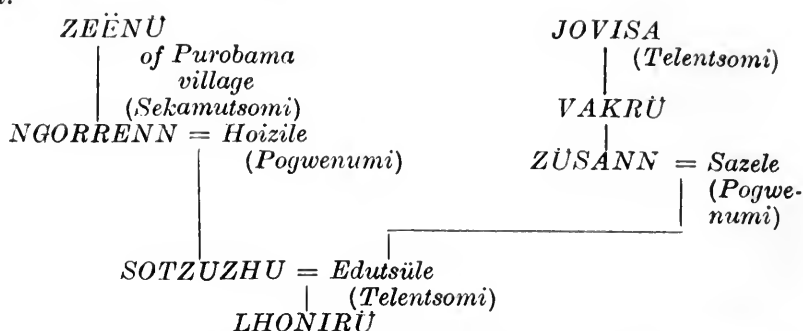 ZEËNÜ JOVISA
of Purobama (Telentsomi)
village
(Sekamutsomi) VAKRÜ
NGORRENN = Hoizile
(Pogwenumi) ZÜSANN = Sazele
(Pogwe-
numi)
SOTZUZHU = Edutsüle
(Telentsomi)
LHONIRÜ